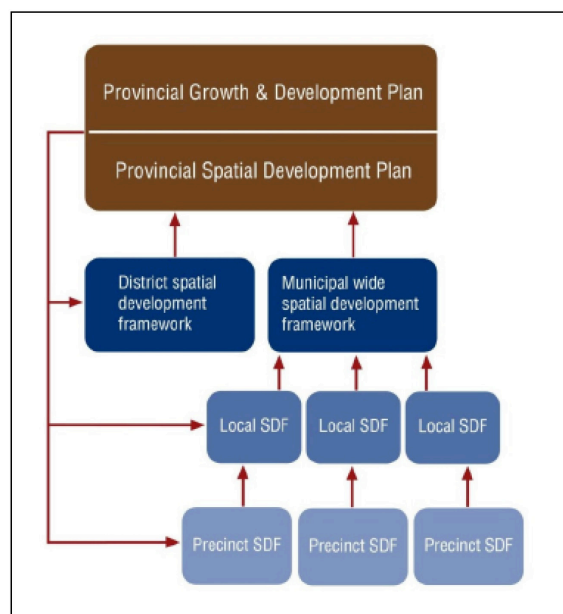 Provincial Growth & Development Plan
Provincial Spatial Development Plan
District spatial
development
framework
Municipal wide
spatial development
framework
Local SDF
Local SDF
Local SDF
Precinct SDF
Precinct SDF
Precinct SDF